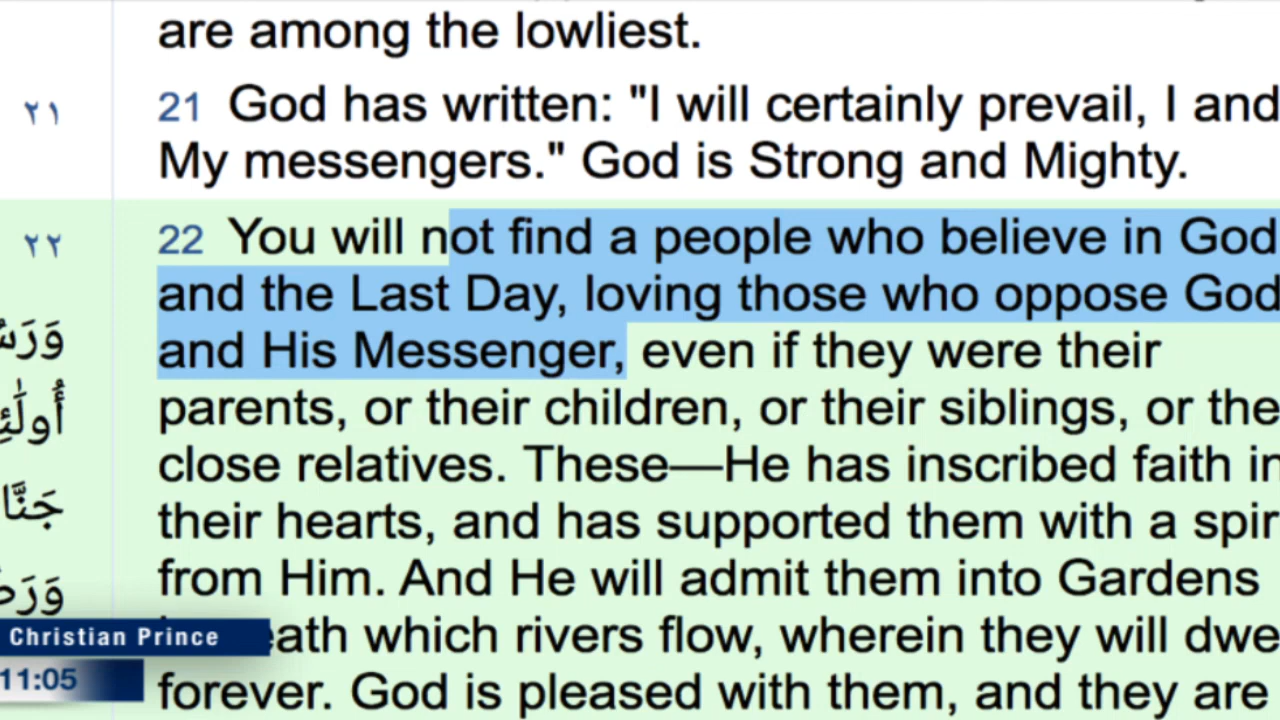 are among the lowliest.
٢١
21 God has written: "I will certainly prevail, I and
My messengers." God is Strong and Mighty.
٢٢
22 You will not find a people who believe in God
and the Last Day, loving those who oppose God
and His Messenger, even if they were their
parents, or their children, or their siblings, or the
close relatives. These—He has inscribed faith in
their hearts, and has supported them with a spir
from Him. And He will admit them into Gardens
eath which rivers flow, wherein they will dwe
forever. God is pleased with them, and they are
Christian Prince
11:05